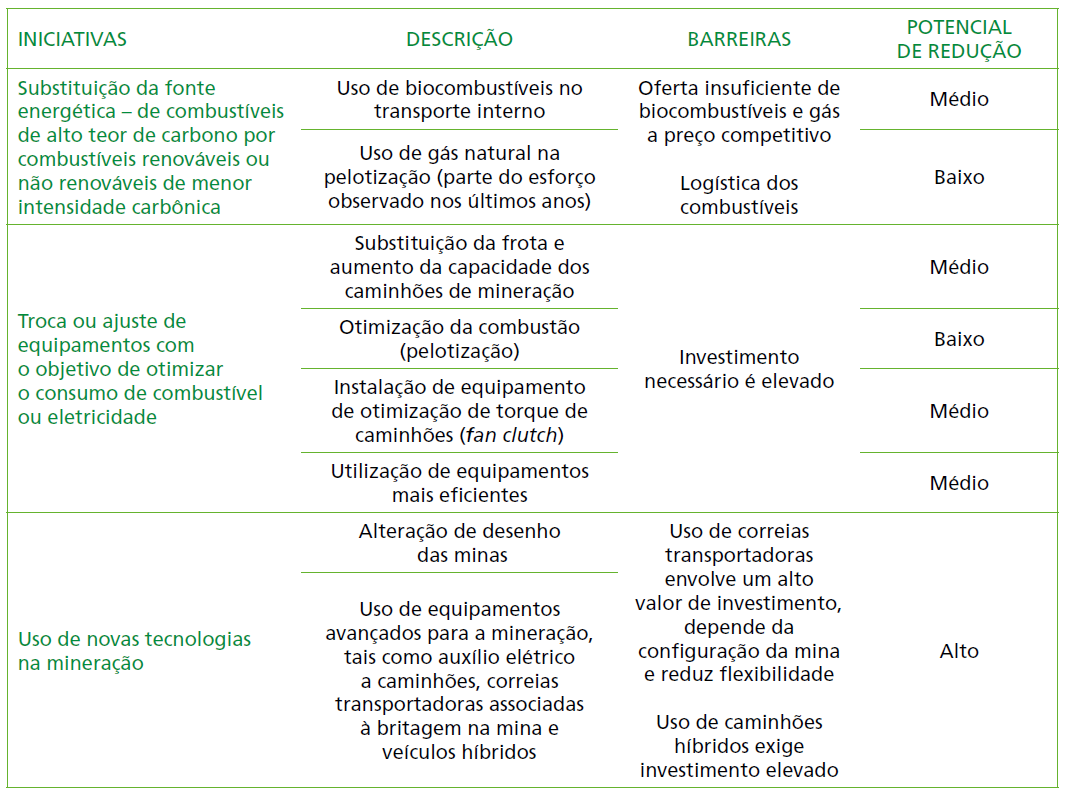 INICIATIVAS
DESCRIÇÃO
BARREIRAS
POTENCIAL
DE REDUÇÃO
Substituição da fonte
energética – de combustíveis
de alto teor de carbono por
combustíveis renováveis ou
não renováveis de menor
intensidade carbônica
Uso de biocombustíveis no
transporte interno
Uso de gás natural na
pelotização (parte do esforço
observado nos últimos anos)
Oferta insuficiente de
biocombustíveis e gás
a preço competitivo
Logística dos
combustíveis
Médio
Baixo
Troca ou ajuste de
equipamentos com
o objetivo de otimizar
o consumo de combustível
ou eletricidade
Substituição da frota e
aumento da capacidade dos
caminhões de mineração
Otimização da combustão
(pelotização)
Instalação de equipamento
de otimização de torque de
caminhões (fan clutch)
Utilização de equipamentos
mais eficientes
Investimento
necessário é elevado
Médio
Baixo
Médio
Médio
Uso de novas tecnologias
na mineração
Alteração de desenho
das minas
Uso de equipamentos
avançados para a mineração,
tais como auxílio elétrico
a caminhões, correias
transportadoras associadas
à britagem na mina e
veículos híbridos
Uso de correias
transportadoras
envolve um alto
valor de investimento,
depende da
configuração da mina
e reduz flexibilidade
Uso de caminhões
híbridos exige
investimento elevado
Alto